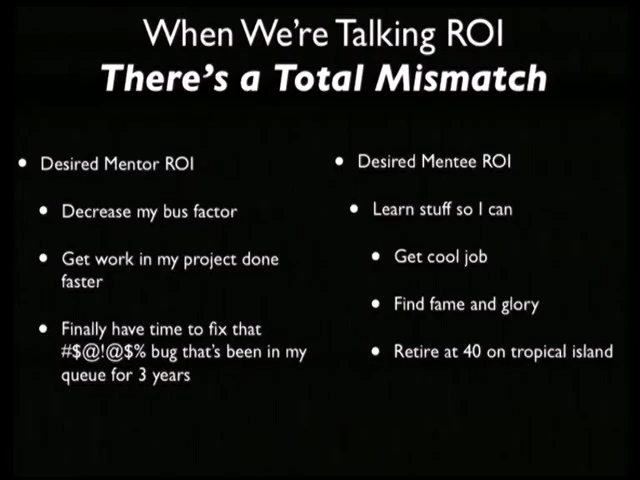 When We're Talking ROI
There's a Total Mismatch
• Desired Mentor ROI
• Decrease my bus factor
• Get work in my project done
faster
• Finally have time to fix that
#$@!@$% bug that's been in my
queue for 3 years
• Desired Mentee ROI
• Learn stuff so I can
• Get cool job
• Find fame and glory
• Retire at 40 on tropical island